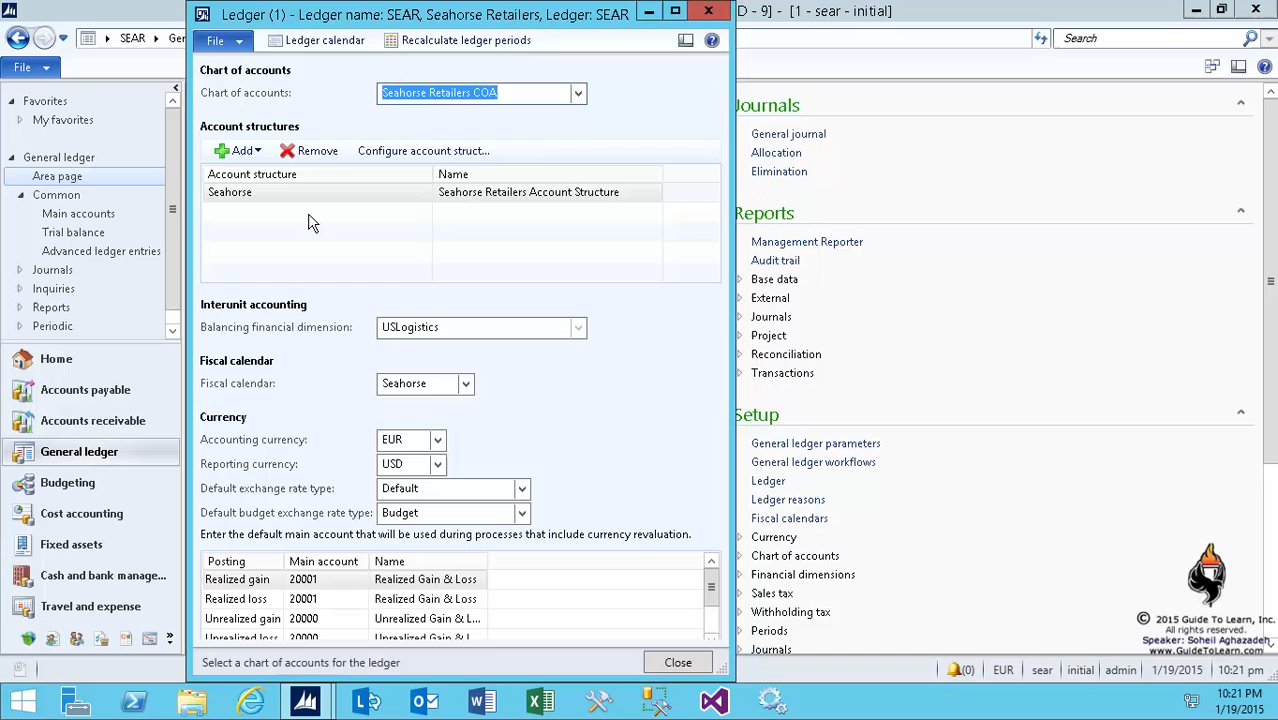 Ledger (1) - Ledger name: SEAR, Seahorse Retailers, Ledger: SEAR
D - 9] - [1 - sear - initial]
SEAR
Ger
Search
File
File
Ledger calendar
Recalculate ledger periods
Favorites
My favorites
General ledger
Area page
Common
Main accounts
Trial balance
Advanced ledger entries
Journals
Inquiries
Reports
Periodic
Home
Accounts payable
Accounts receivable
General ledger
Budgeting
Cost accounting
Fixed assets
Cash and bank manage...
Travel and expense
Chart of accounts
Chart of accounts: Seahorse Retailers COA
Account structures
Add Remove Configure account struct...
Account structure Name
Seahorse Seahorse Retailers Account Structure
Interunit accounting
Balancing financial dimension: USLogistics
Fiscal calendar
Fiscal calendar: Seahorse
Currency
Accounting currency: EUR
Reporting currency: USD
Default exchange rate type: Default
Default budget exchange rate type: Budget
Enter the default main account that will be used during processes that include currency revaluation.
Posting Main account Name
Realized gain 20001 Realized Gain & Loss
Realized loss 20001 Realized Gain & Loss
Unrealized gain 20000 Unrealized Gain & L...
Unrealized loss 20000 Unrealized Gain & L...
Select a chart of accounts for the ledger
Close
Journals
General journal
Allocation
Elimination
Reports
Management Reporter
Audit trail
Base data
External
Journals
Project
Reconciliation
Transactions
Setup
General ledger parameters
General ledger workflows
Ledger
Ledger reasons
Fiscal calendars
Currency
Chart of accounts
Financial dimensions
Sales tax
Withholding tax
Periods
Journals
© 2015 Guide To Learn, Inc.
All rights reserved.
Speaker: Soheil Aghazadeh
www.GuideToLearn.com
(0) EUR sear initial admin 1/19/2015 10:21 pm
10:21 PM
1/19/2015